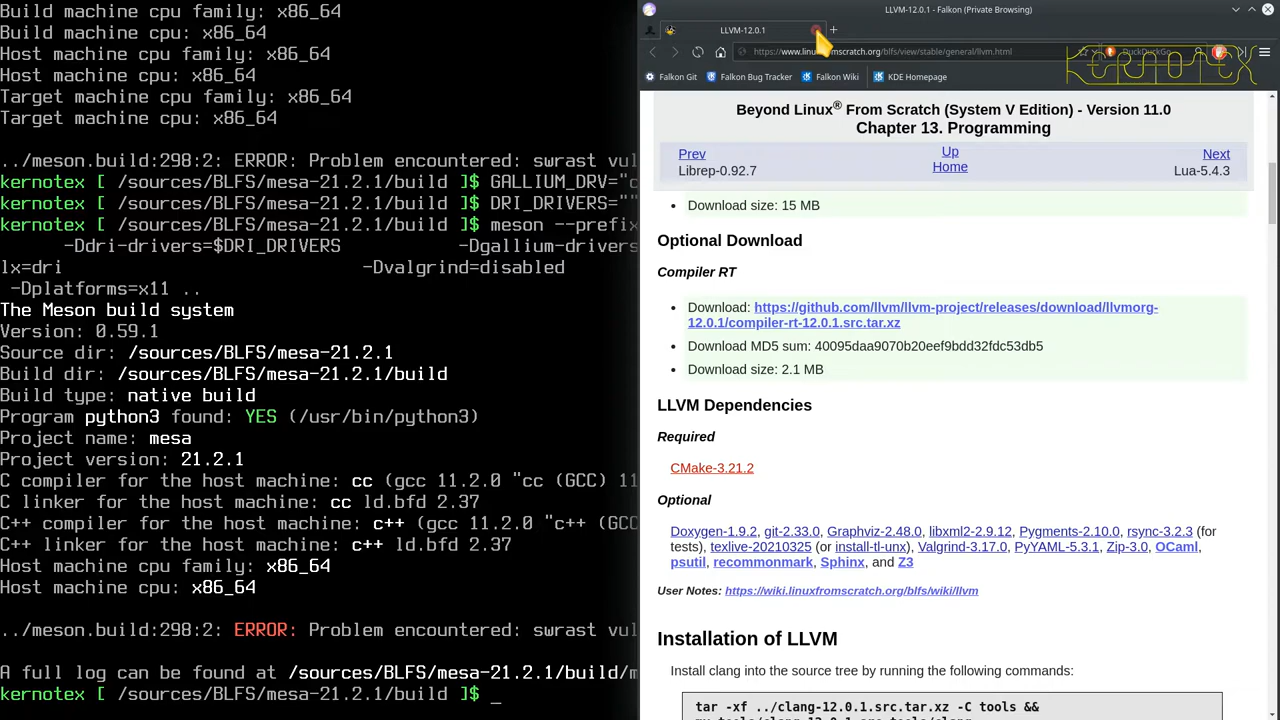 Build machine cpu family: x86_64
Build machine cpu: x86_64
Host machine cpu family: x86_64
Host machine cpu: x86_64
Target machine cpu family: x86_64
Target machine cpu: x86_64
../meson.build:298:2: ERROR: Problem encountered: swrast vul
kernotex [ /sources/BLFS/mesa-21.2.1/build ]$ GALLIUM_DRV="c
kernotex [ /sources/BLFS/mesa-21.2.1/build ]$ DRI_DRIVERS=""
kernotex [ /sources/BLFS/mesa-21.2.1/build ]$ meson --prefix
-Ddri-drivers=$DRI_DRIVERS -Dgallium-drivers
lx=dri -Dvalgrind=disabled
-Dplatforms=x11 ..
The Meson build system
Version: 0.59.1
Source dir: /sources/BLFS/mesa-21.2.1
Build dir: /sources/BLFS/mesa-21.2.1/build
Build type: native build
Program python3 found: YES (/usr/bin/python3)
Project name: mesa
Project version: 21.2.1
C compiler for the host machine: cc (gcc 11.2.0 "cc (GCC) 11
C linker for the host machine: cc ld.bfd 2.37
C++ compiler for the host machine: c++ (gcc 11.2.0 "c++ (GCC
C++ linker for the host machine: c++ ld.bfd 2.37
Host machine cpu family: x86_64
Host machine cpu: x86_64
../meson.build:298:2: ERROR: Problem encountered: swrast vul
A full log can be found at /sources/BLFS/mesa-21.2.1/build/m
kernotex [ /sources/BLFS/mesa-21.2.1/build ]$ _
LLVM-12.0.1 - Falkon (Private Browsing)
LLVM-12.0.1
https://www.linuxfromscratch.org/blfs/view/stable/general/llvm.html
DuckDuckGo
KERNOTEX
Falkon Git Falkon Bug Tracker Falkon Wiki KDE Homepage
Beyond Linux® From Scratch (System V Edition) - Version 11.0
Chapter 13. Programming
Prev Up Next
Librep-0.92.7 Home Lua-5.4.3
• Download size: 15 MB
Optional Download
Compiler RT
• Download: https://github.com/llvm/llvm-project/releases/download/llvmorg-
12.0.1/compiler-rt-12.0.1.src.tar.xz
• Download MD5 sum: 40095daa9070b20eef9bdd32fdc53db5
• Download size: 2.1 MB
LLVM Dependencies
Required
CMake-3.21.2
Optional
Doxygen-1.9.2, git-2.33.0, Graphviz-2.48.0, libxml2-2.9.12, Pygments-2.10.0, rsync-3.2.3 (for
tests), texlive-20210325 (or install-tl-unx), Valgrind-3.17.0, PyYAML-5.3.1, Zip-3.0, OCaml,
psutil, recommonmark, Sphinx, and Z3
User Notes: https://wiki.linuxfromscratch.org/blfs/wiki/llvm
Installation of LLVM
Install clang into the source tree by running the following commands:
tar -xf ../clang-12.0.1.src.tar.xz -C tools &&